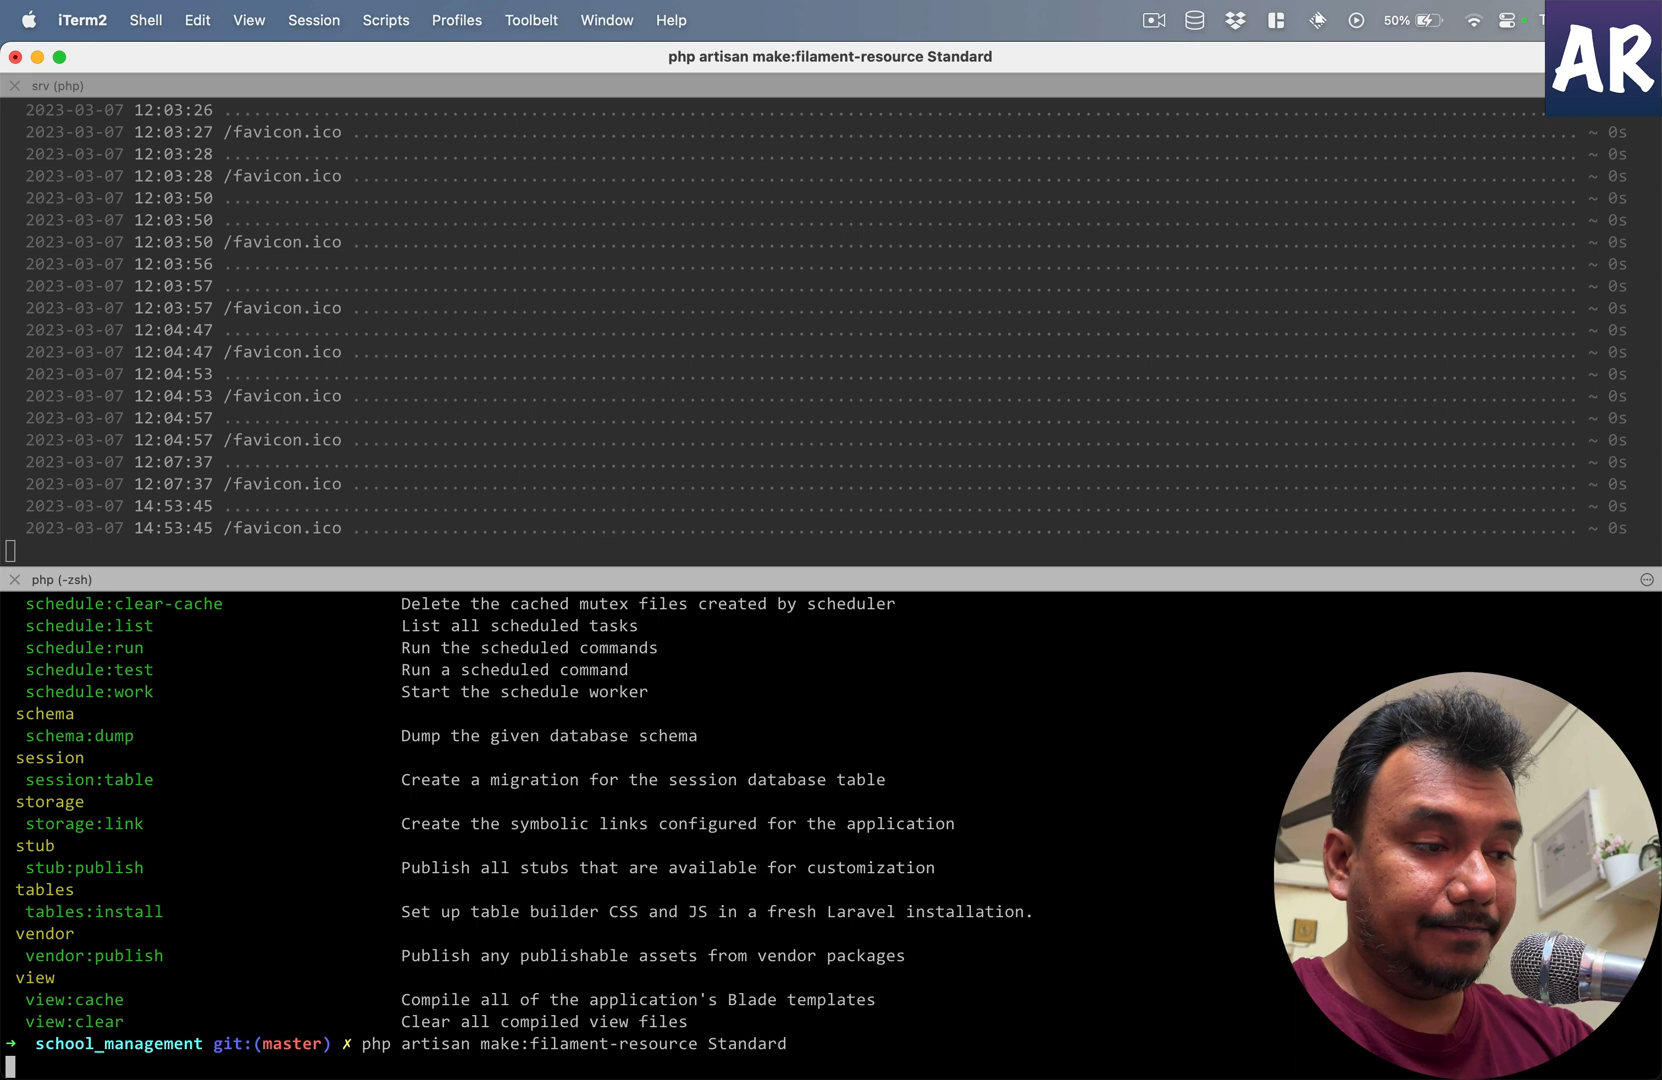 iTerm2 Shell Edit View Session Scripts Profiles Toolbelt Window Help 50%
AR
php artisan make:filament-resource Standard
srv (php)
2023-03-07 12:03:26 ........ ~ 0s
2023-03-07 12:03:27 /favicon.ico ........ ~ 0s
2023-03-07 12:03:28 ........ ~ 0s
2023-03-07 12:03:28 /favicon.ico ........ ~ 0s
2023-03-07 12:03:50 ........ ~ 0s
2023-03-07 12:03:50 ........ ~ 0s
2023-03-07 12:03:50 /favicon.ico ........ ~ 0s
2023-03-07 12:03:56 ........ ~ 0s
2023-03-07 12:03:57 ........ ~ 0s
2023-03-07 12:03:57 /favicon.ico ........ ~ 0s
2023-03-07 12:04:47 ........ ~ 0s
2023-03-07 12:04:47 /favicon.ico ........ ~ 0s
2023-03-07 12:04:53 ........ ~ 0s
2023-03-07 12:04:53 /favicon.ico ........ ~ 0s
2023-03-07 12:04:57 ........ ~ 0s
2023-03-07 12:04:57 /favicon.ico ........ ~ 0s
2023-03-07 12:07:37 ........ ~ 0s
2023-03-07 12:07:37 /favicon.ico ........ ~ 0s
2023-03-07 14:53:45 ........ ~ 0s
2023-03-07 14:53:45 /favicon.ico ........ ~ 0s
php (-zsh)
schedule:clear-cache Delete the cached mutex files created by scheduler
schedule:list List all scheduled tasks
schedule:run Run the scheduled commands
schedule:test Run a scheduled command
schedule:work Start the schedule worker
schema
schema:dump Dump the given database schema
session
session:table Create a migration for the session database table
storage
storage:link Create the symbolic links configured for the application
stub
stub:publish Publish all stubs that are available for customization
tables
tables:install Set up table builder CSS and JS in a fresh Laravel installation.
vendor
vendor:publish Publish any publishable assets from vendor packages
view
view:cache Compile all of the application's Blade templates
view:clear Clear all compiled view files
➜ school_management git:(master) ✗ php artisan make:filament-resource Standard